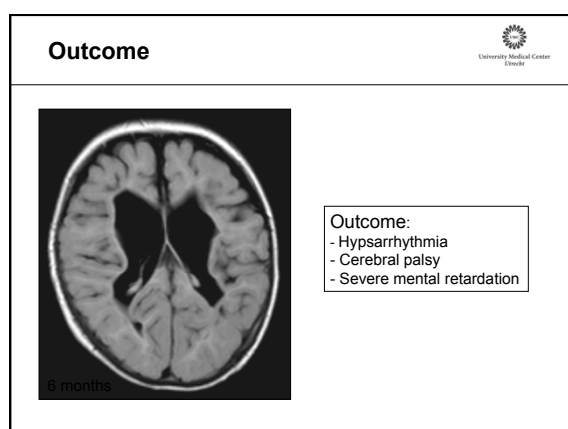 Outcome
University Medical Center
Utrecht
Outcome:
- Hypsarrhythmia
- Cerebral palsy
- Severe mental retardation
6 months